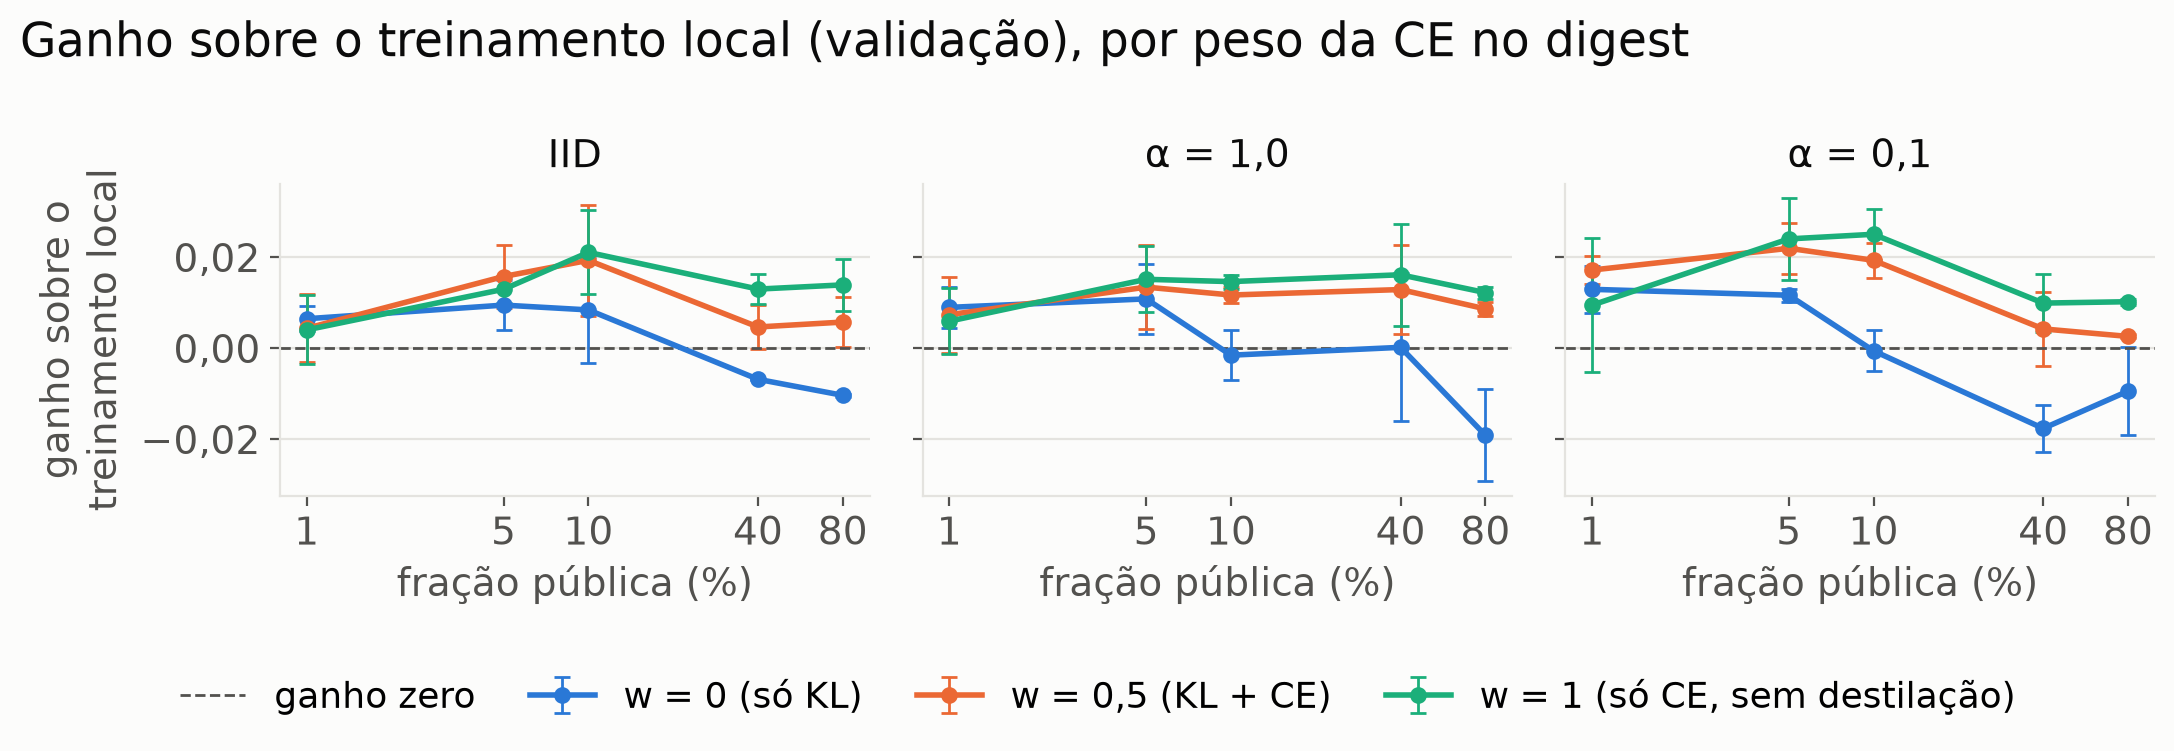 Ganho sobre o treinamento local (validação), por peso da CE no digest
IID
α = 1,0
α = 0,1
ganho sobre o
treinamento local
0,02
0,00
−0,02
1 5 10 40 80
1 5 10 40 80
1 5 10 40 80
fração pública (%)
fração pública (%)
fração pública (%)
ganho zero
w = 0 (só KL)
w = 0,5 (KL + CE)
w = 1 (só CE, sem destilação)